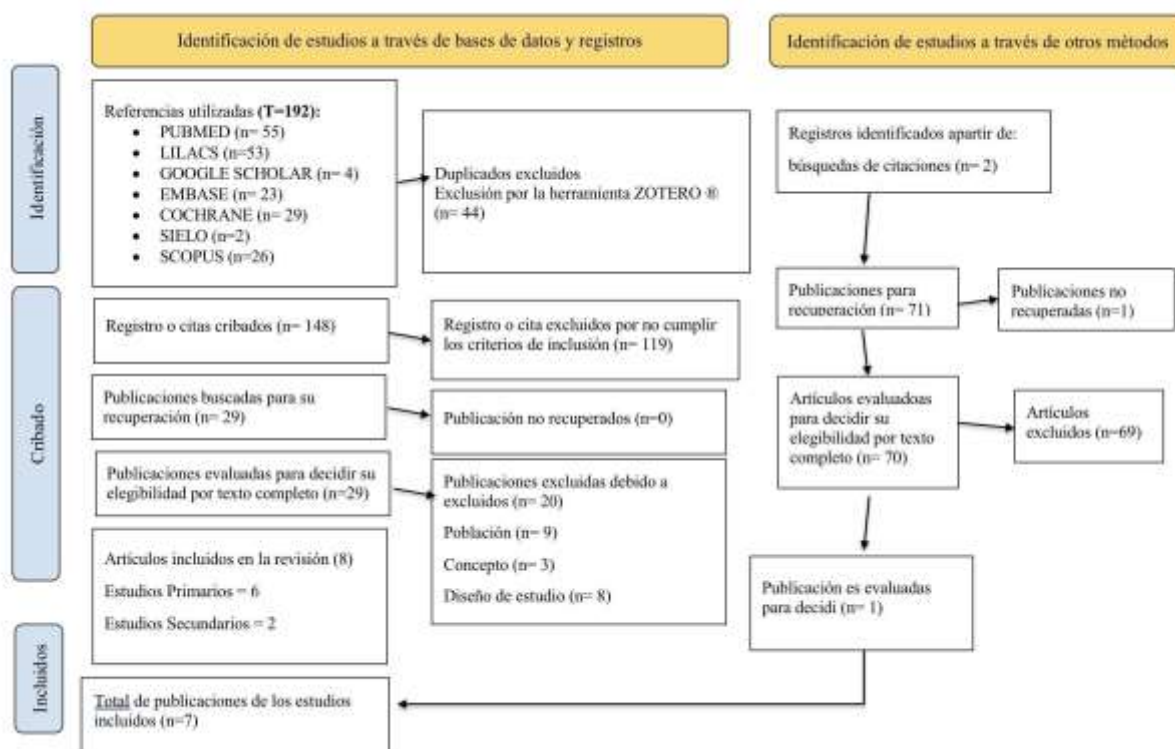 Identificación de estudios a través de bases de datos y registros
Identificación de estudios a través de otros métodos
Identificación
Referencias utilizadas (T=192):
• PUBMED (n= 55)
• LILACS (n=53)
• GOOGLE SCHOLAR (n= 4)
• EMBASE (n= 23)
• COCHRANE (n= 29)
• SIELO (n=2)
• SCOPUS (n=26)
Duplicados excluidos
Exclusión por la herramienta ZOTERO ®
(n= 44)
Registros identificados apartir de:
búsquedas de citaciones (n= 2)
Cribado
Registro o citas cribados (n= 148)
Registro o cita excluidos por no cumplir
los criterios de inclusión (n= 119)
Publicaciones para
recuperación (n= 71)
Publicaciones no
recuperadas (n=1)
Publicaciones buscadas para su
recuperación (n= 29)
Publicación no recuperados (n=0)
Artículos evaluadoas
para decidir su
elegibilidad por texto
completo (n= 70)
Artículos
excluidos (n=69)
Publicaciones evaluadas para decidir su
elegibilidad por texto completo (n=29)
Publicaciones excluidas debido a
excluidos (n= 20)
Población (n= 9)
Concepto (n= 3)
Diseño de estudio (n= 8)
Artículos incluidos en la revisión (8)
Estudios Primarios = 6
Estudios Secundarios = 2
Publicación es evaluadas
para decidi (n= 1)
Incluidos
Total de publicaciones de los estudios
incluidos (n=7)